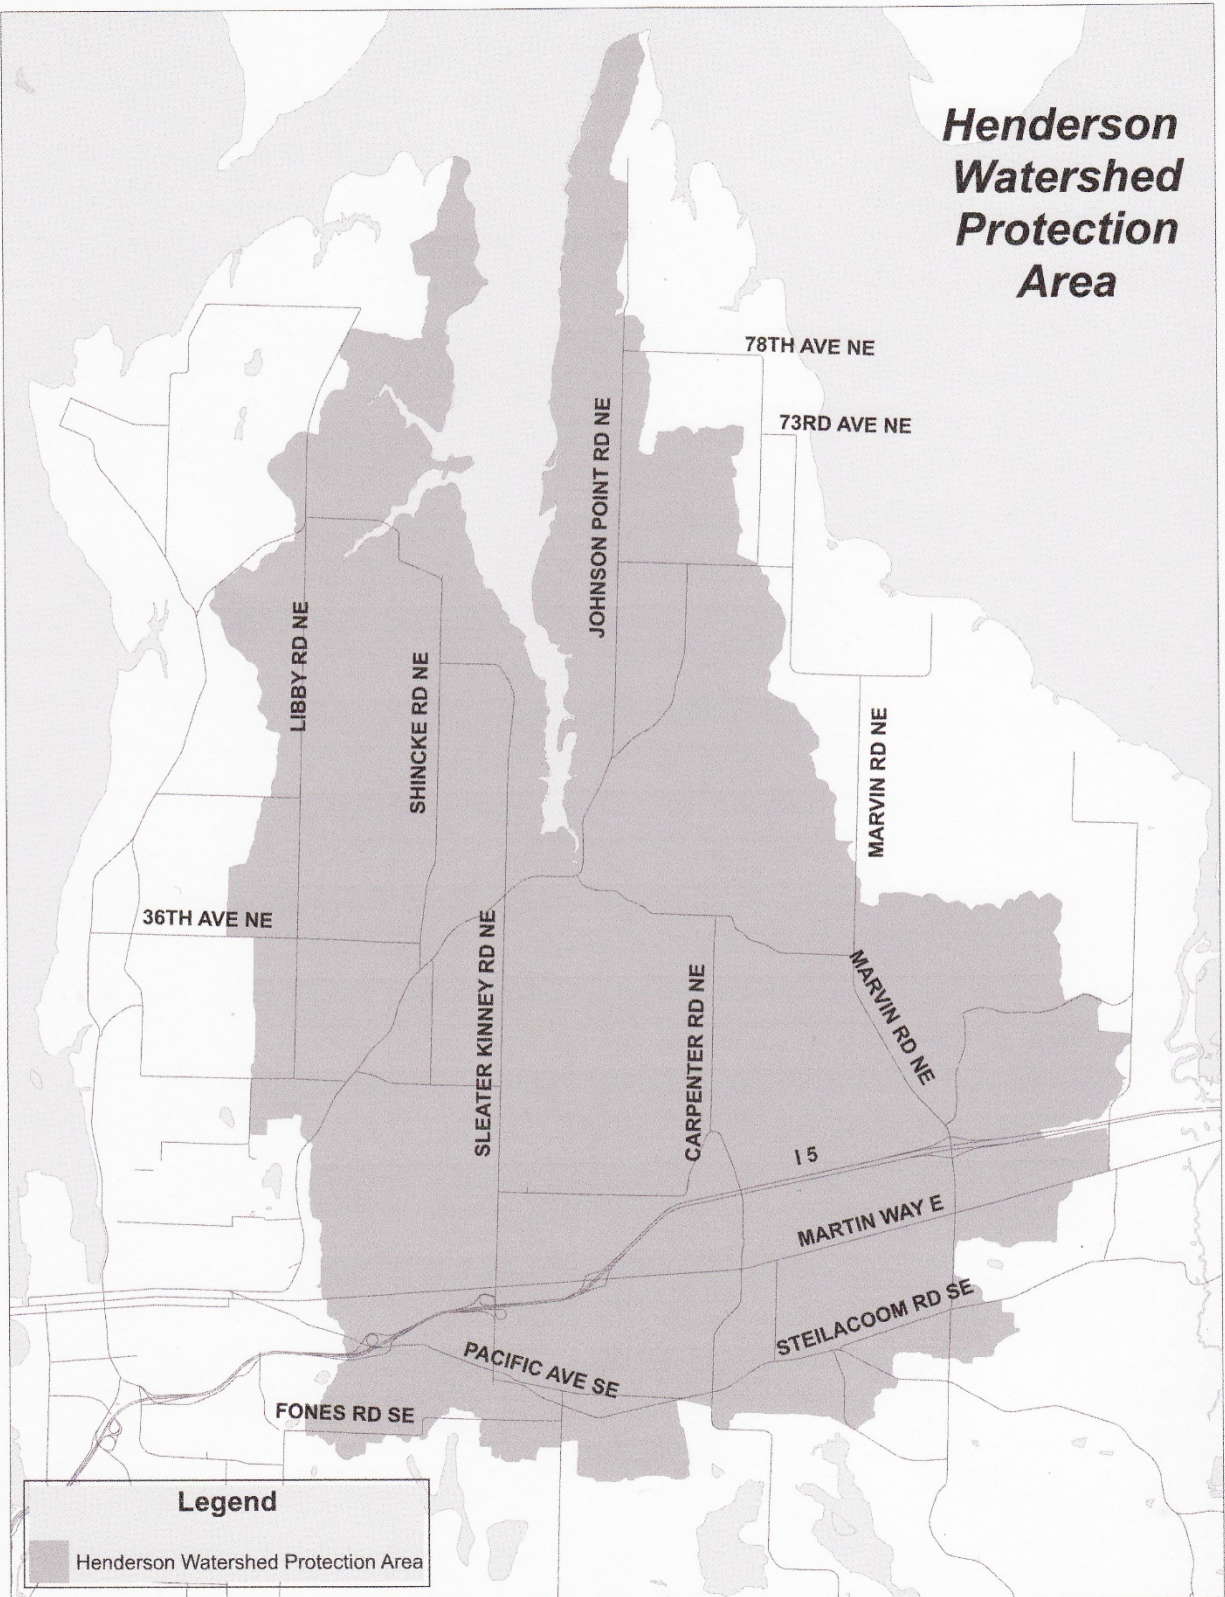 Henderson
Watershed
Protection
Area
78TH AVE NE
73RD AVE NE
JOHNSON POINT RD NE
LIBBY RD NE
SHINCKE RD NE
MARVIN RD NE
36TH AVE NE
SLEATER KINNEY RD NE
CARPENTER RD NE
MARVIN RD NE
I 5
MARTIN WAY E
STEILACOOM RD SE
PACIFIC AVE SE
FONES RD SE
Legend
Henderson Watershed Protection Area